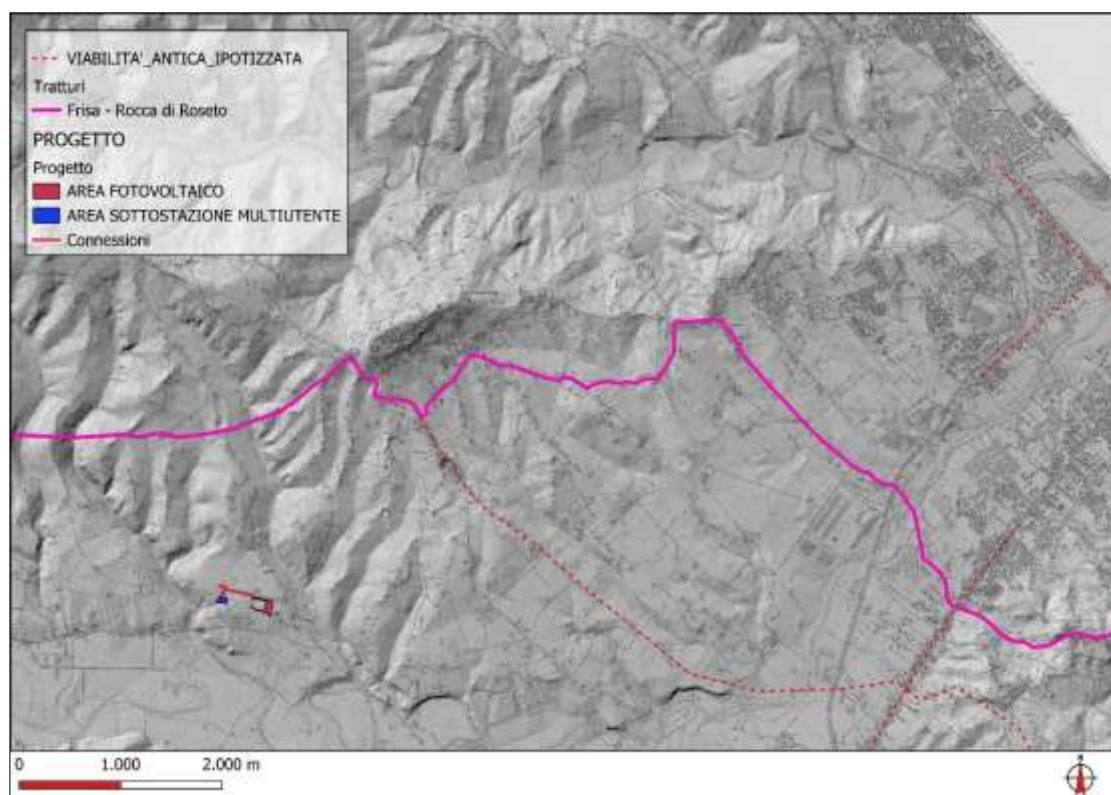 VIABILITA'_ANTICA_IPOTIZZATA
Tratturi
Frisa - Rocca di Roseto
PROGETTO
Progetto
AREA FOTOVOLTAICO
AREA SOTTOSTAZIONE MULTIUTENTE
Connessioni
0 1.000 2.000 m